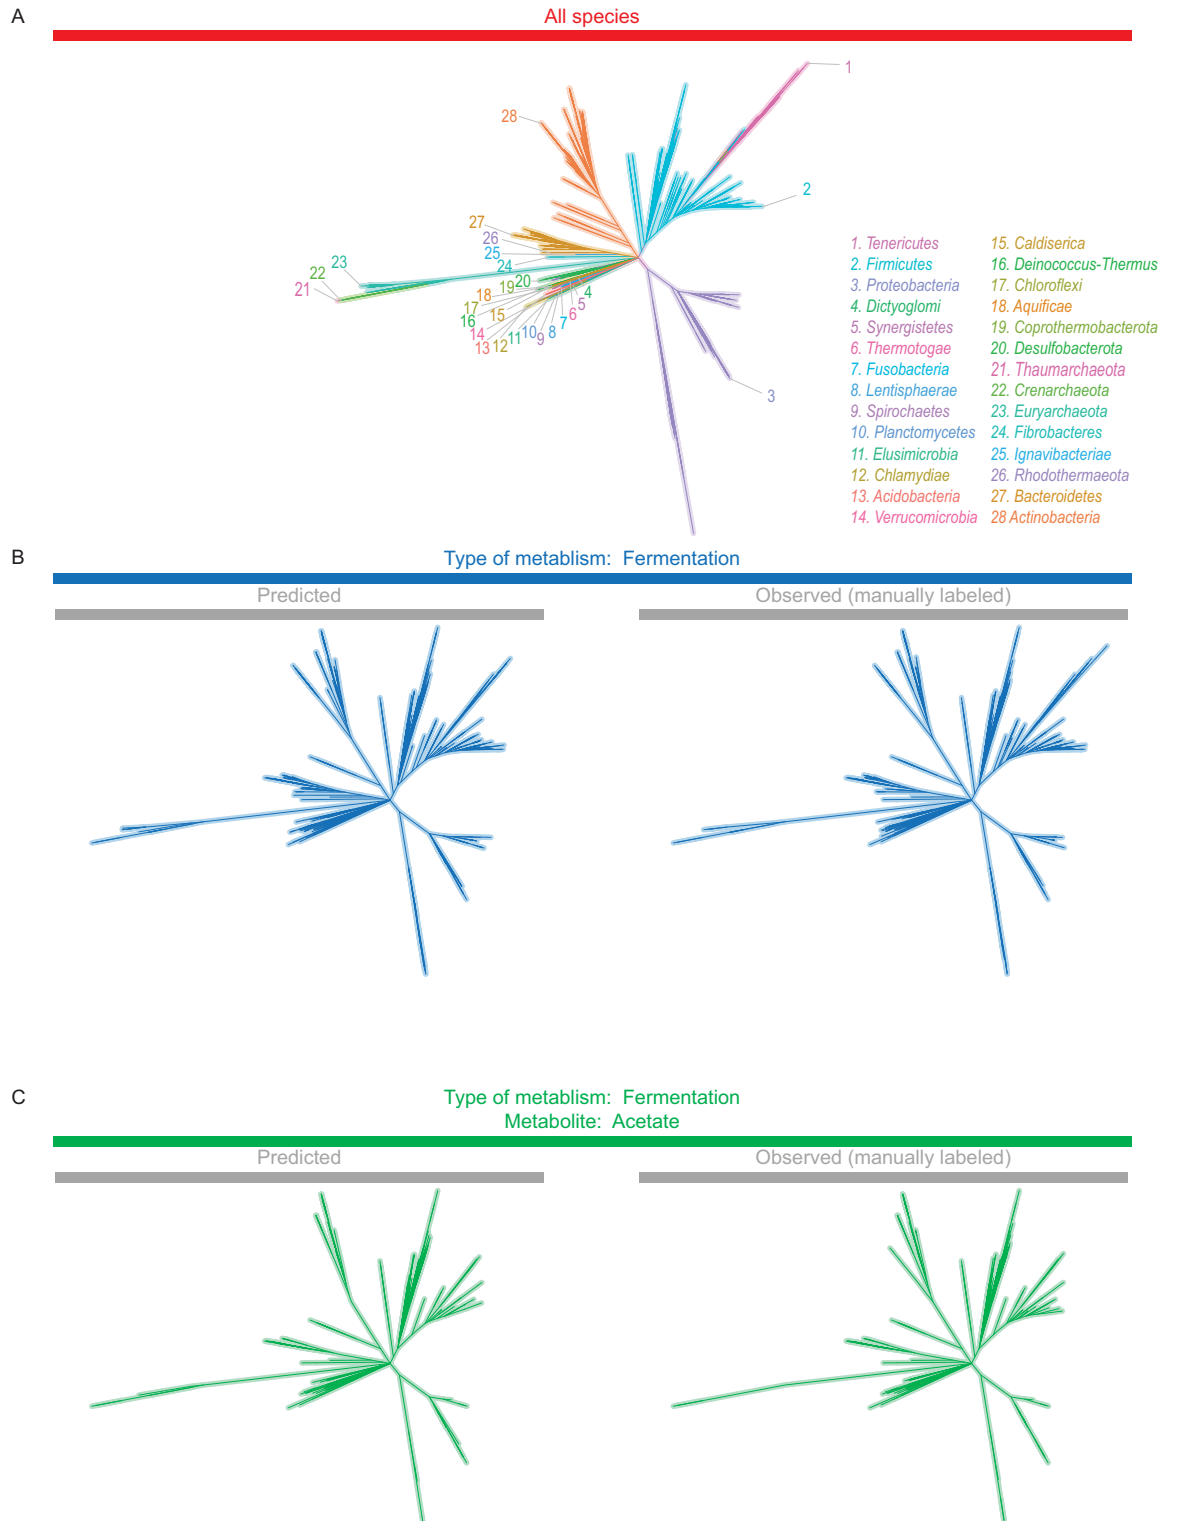 A
All species
1
28
2
27
26
25
24
23
22
21
20
19
18
17
16
15
14
13
12
11
10
9
8
7
6
5
4
3
1. Tenericutes
2. Firmicutes
3. Proteobacteria
4. Dictyoglomi
5. Synergistetes
6. Thermotogae
7. Fusobacteria
8. Lentisphaerae
9. Spirochaetes
10. Planctomycetes
11. Elusimicrobia
12. Chlamydiae
13. Acidobacteria
14. Verrucomicrobia
15. Caldiserica
16. Deinococcus-Thermus
17. Chloroflexi
18. Aquificae
19. Coprothermobacterota
20. Desulfobacterota
21. Thaumarchaeota
22. Crenarchaeota
23. Euryarchaeota
24. Fibrobacteres
25. Ignavibacteriae
26. Rhodothermaeota
27. Bacteroidetes
28 Actinobacteria
B
Type of metablism: Fermentation
Predicted
Observed (manually labeled)
C
Type of metablism: Fermentation
Metabolite: Acetate
Predicted
Observed (manually labeled)